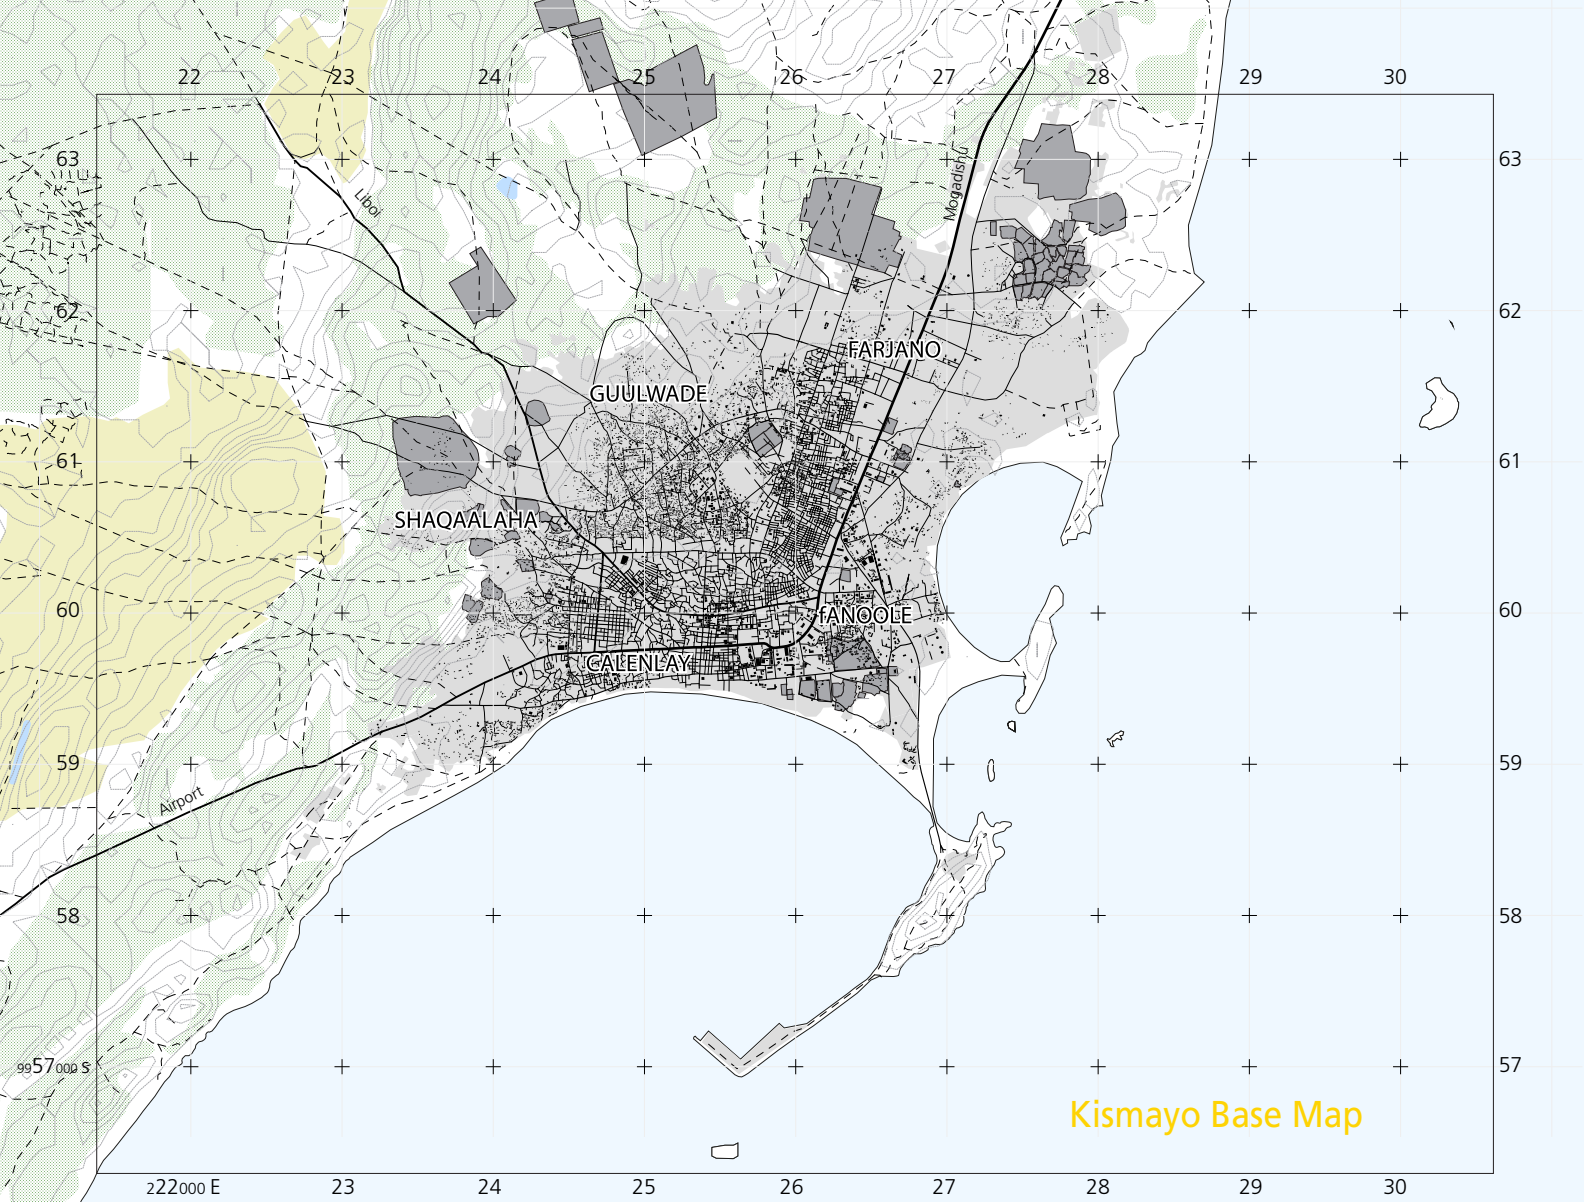 22 23 24 25 26 27 28 29 30
63 Liboi Mogadishu 63
62 62
FARJANO
GUULWADE
61 61
SHAQAALAHA
60 fANOOLE 60
CALENLAY
59 59
Airport
58 58
9957000 S 57
Kismayo Base Map
222000 E 23 24 25 26 27 28 29 30